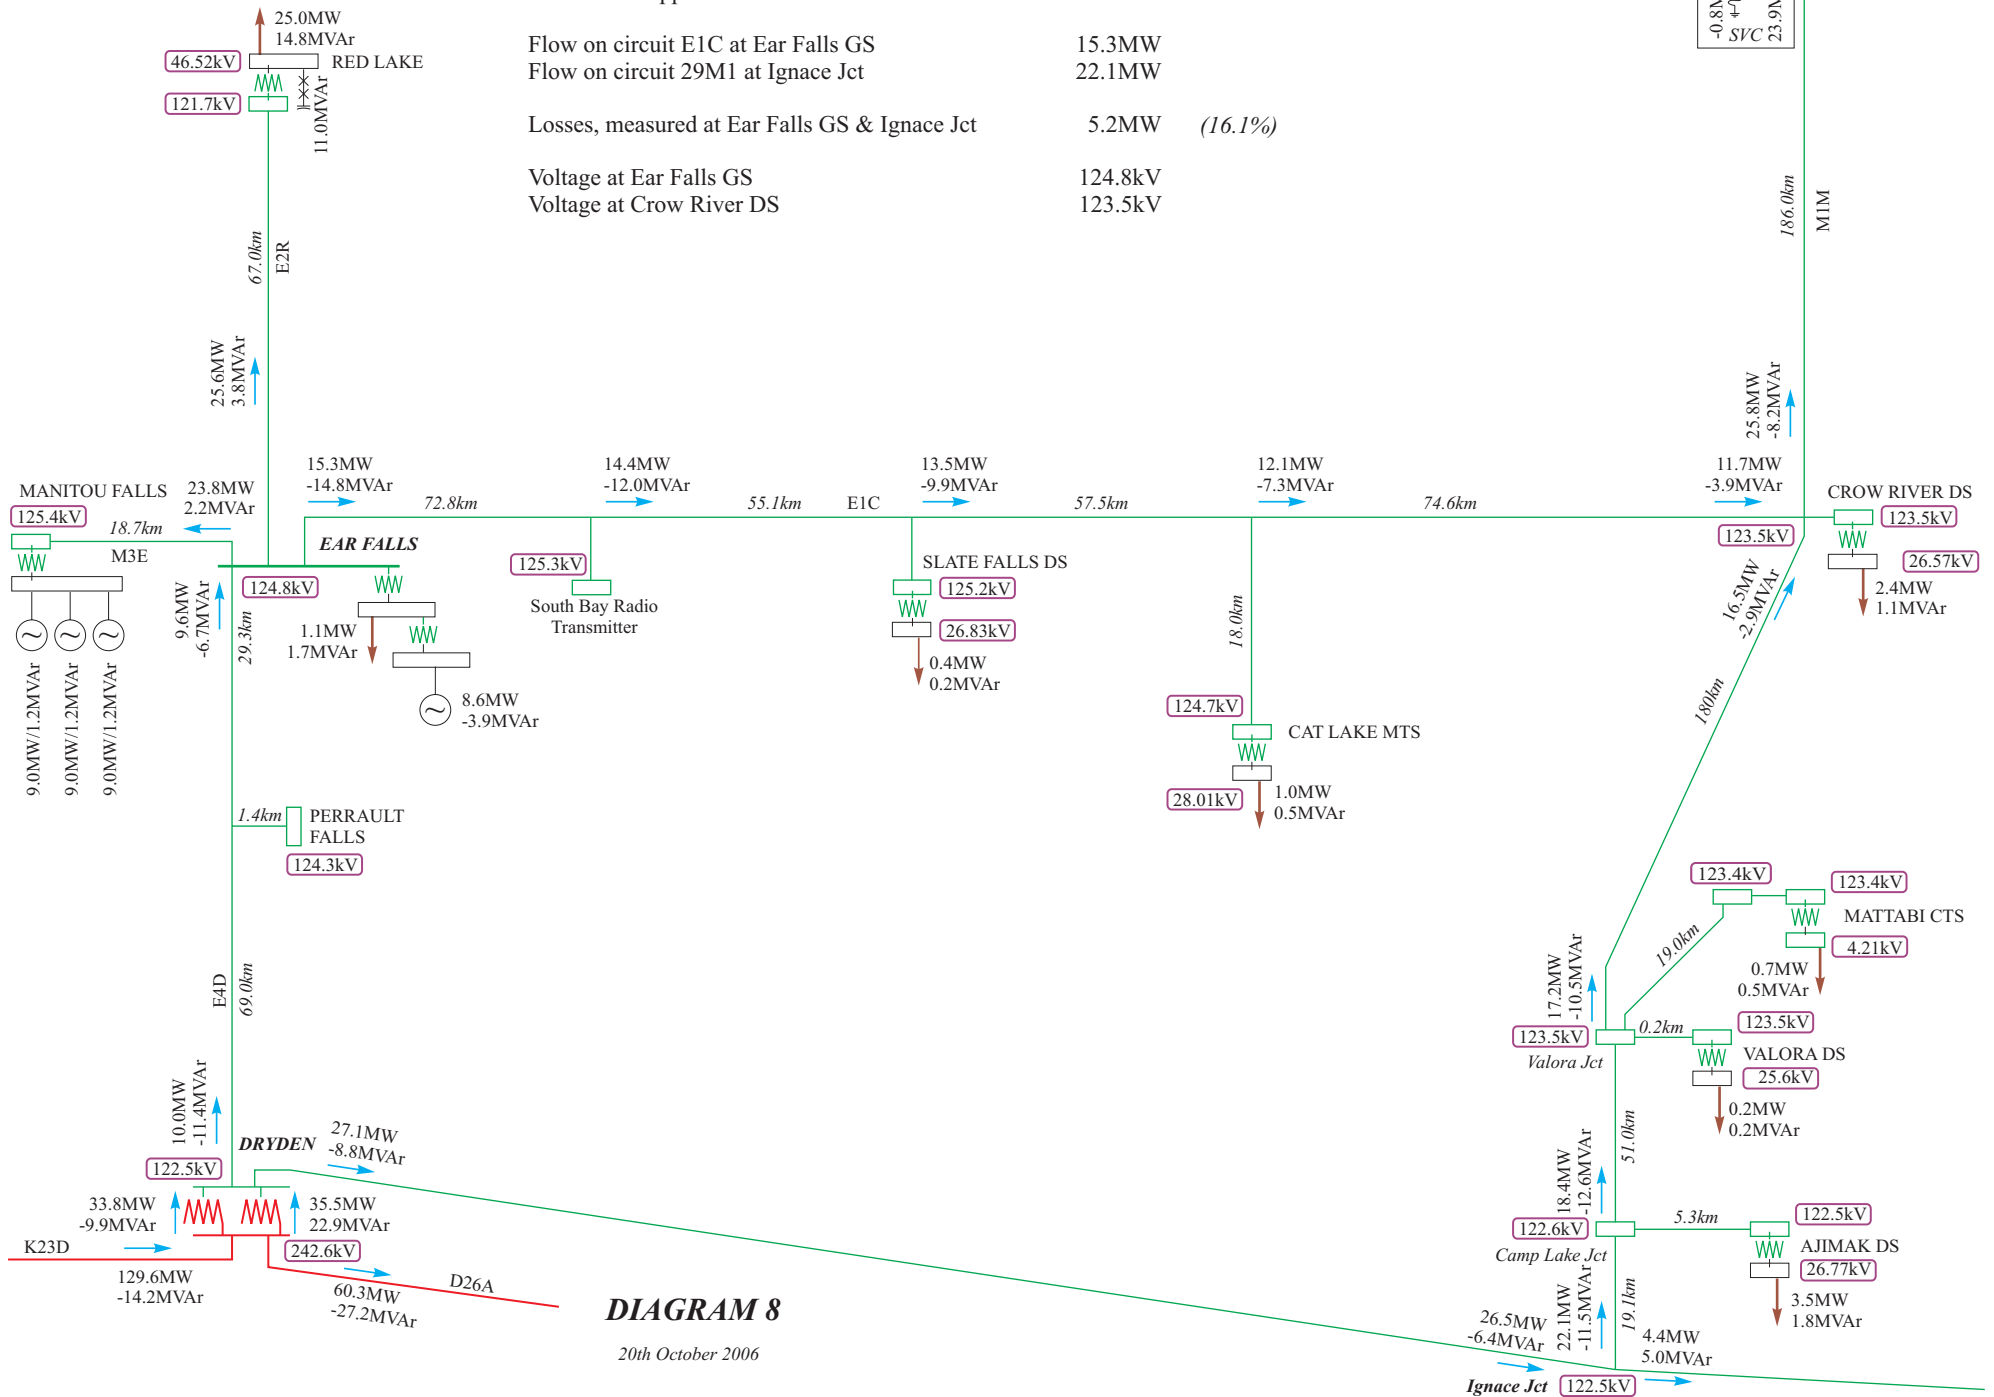 25.0MW
14.8MVAr
46.52kV
RED LAKE
121.7kV
11.0MVAr
Flow on circuit E1C at Ear Falls GS 15.3MW
Flow on circuit 29M1 at Ignace Jct 22.1MW
Losses, measured at Ear Falls GS & Ignace Jct 5.2MW (16.1%)
Voltage at Ear Falls GS 124.8kV
Voltage at Crow River DS 123.5kV
SVC
186.0km
M1M
67.0km
E2R
25.6MW
3.8MVAr
25.8MW
-8.2MVAr
MANITOU FALLS
125.4kV
23.8MW
2.2MVAr
18.7km
M3E
15.3MW
-14.8MVAr
72.8km
14.4MW
-12.0MVAr
55.1km
E1C
13.5MW
-9.9MVAr
57.5km
12.1MW
-7.3MVAr
74.6km
11.7MW
-3.9MVAr
CROW RIVER DS
123.5kV
123.5kV
26.57kV
2.4MW
1.1MVAr
EAR FALLS
124.8kV
9.6MW
-6.7MVAr
29.3km
1.1MW
1.7MVAr
8.6MW
-3.9MVAr
9.0MW/1.2MVAr
9.0MW/1.2MVAr
9.0MW/1.2MVAr
125.3kV
South Bay Radio
Transmitter
SLATE FALLS DS
125.2kV
26.83kV
0.4MW
0.2MVAr
18.0km
124.7kV
CAT LAKE MTS
28.01kV
1.0MW
0.5MVAr
16.5MW
-2.9MVAr
180km
1.4km
PERRAULT
FALLS
124.3kV
123.4kV
123.4kV
MATTABI CTS
4.21kV
19.0km
0.7MW
0.5MVAr
17.2MW
-10.5MVAr
123.5kV
Valora Jct
0.2km
123.5kV
VALORA DS
25.6kV
0.2MW
0.2MVAr
E4D
69.0km
10.0MW
-11.4MVAr
DRYDEN
122.5kV
27.1MW
-8.8MVAr
33.8MW
-9.9MVAr
35.5MW
22.9MVAr
242.6kV
K23D
129.6MW
-14.2MVAr
60.3MW
-27.2MVAr
D26A
51.0km
18.4MW
-12.6MVAr
122.6kV
Camp Lake Jct
5.3km
122.5kV
AJIMAK DS
26.77kV
3.5MW
1.8MVAr
22.1MW
-11.5MVAr
19.1km
26.5MW
-6.4MVAr
4.4MW
5.0MVAr
Ignace Jct
122.5kV
DIAGRAM 8
20th October 2006